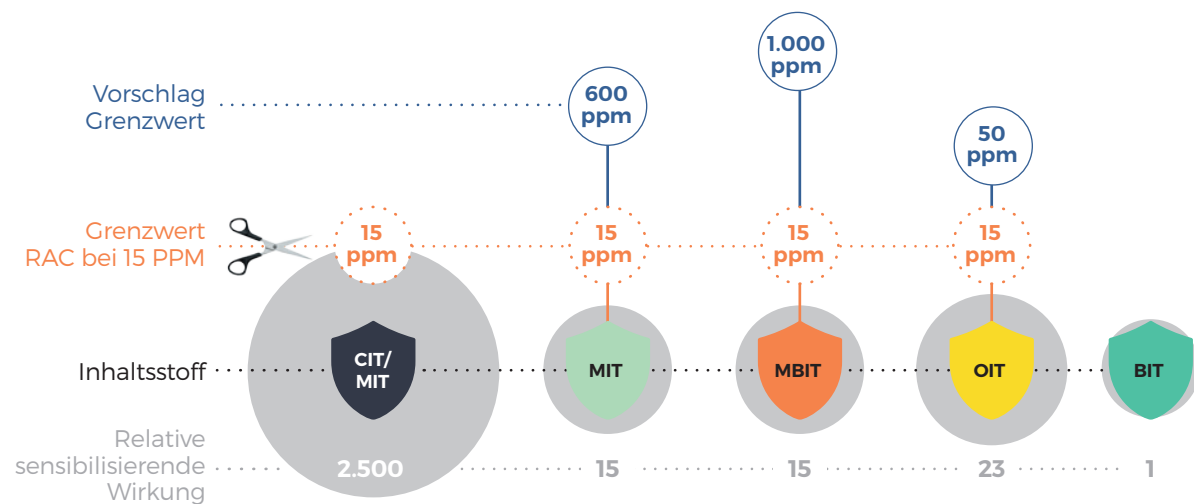 1.000
ppm
Vorschlag
Grenzwert
600
ppm
50
ppm
Grenzwert
RAC bei 15 PPM
15
ppm
15
ppm
15
ppm
15
ppm
Inhaltsstoff
CIT/
MIT
MIT
MBIT
OIT
BIT
Relative
sensibilisierende
Wirkung
2.500
15
15
23
1